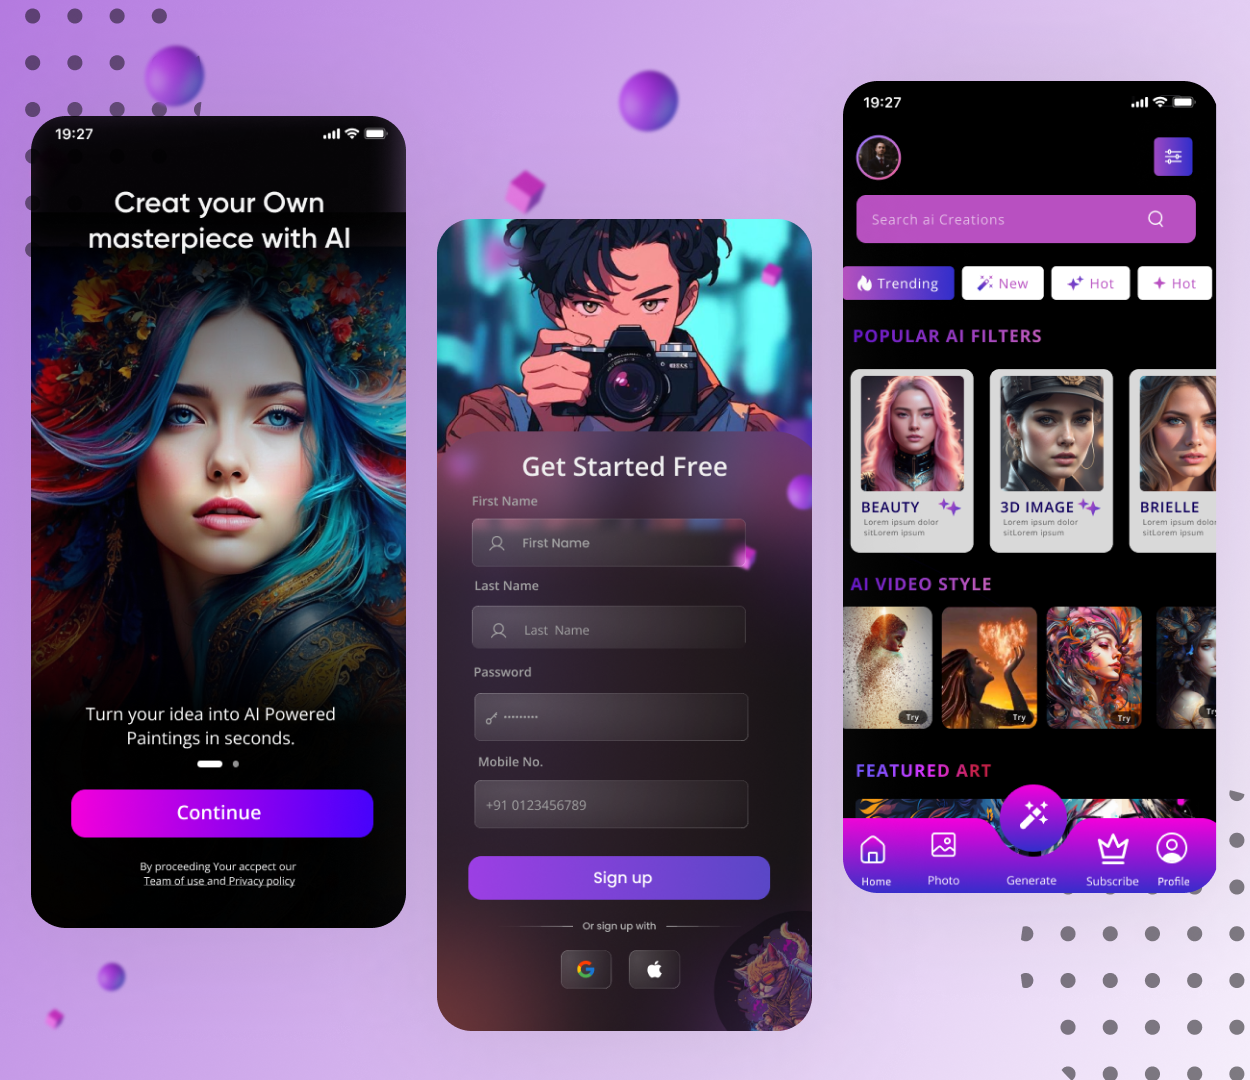 19:27
Creat your Own
masterpiece with AI
Turn your idea into AI Powered
Paintings in seconds.
Continue
By proceeding Your accpect our
Team of use and Privacy policy
Get Started Free
First Name
First Name
Last Name
Last Name
Password
Mobile No.
+91 0123456789
Sign up
Or sign up with
19:27
Search ai Creations
Trending
New
Hot
Hot
POPULAR AI FILTERS
BEAUTY
Lorem ipsum dolor
sitLorem ipsum
3D IMAGE
Lorem ipsum dolor
sitLorem ipsum
BRIELLE
Lorem ipsum dolor
sitLorem ipsum
AI VIDEO STYLE
Try
Try
Try
Try
FEATURED ART
Home
Photo
Generate
Subscribe
Profile